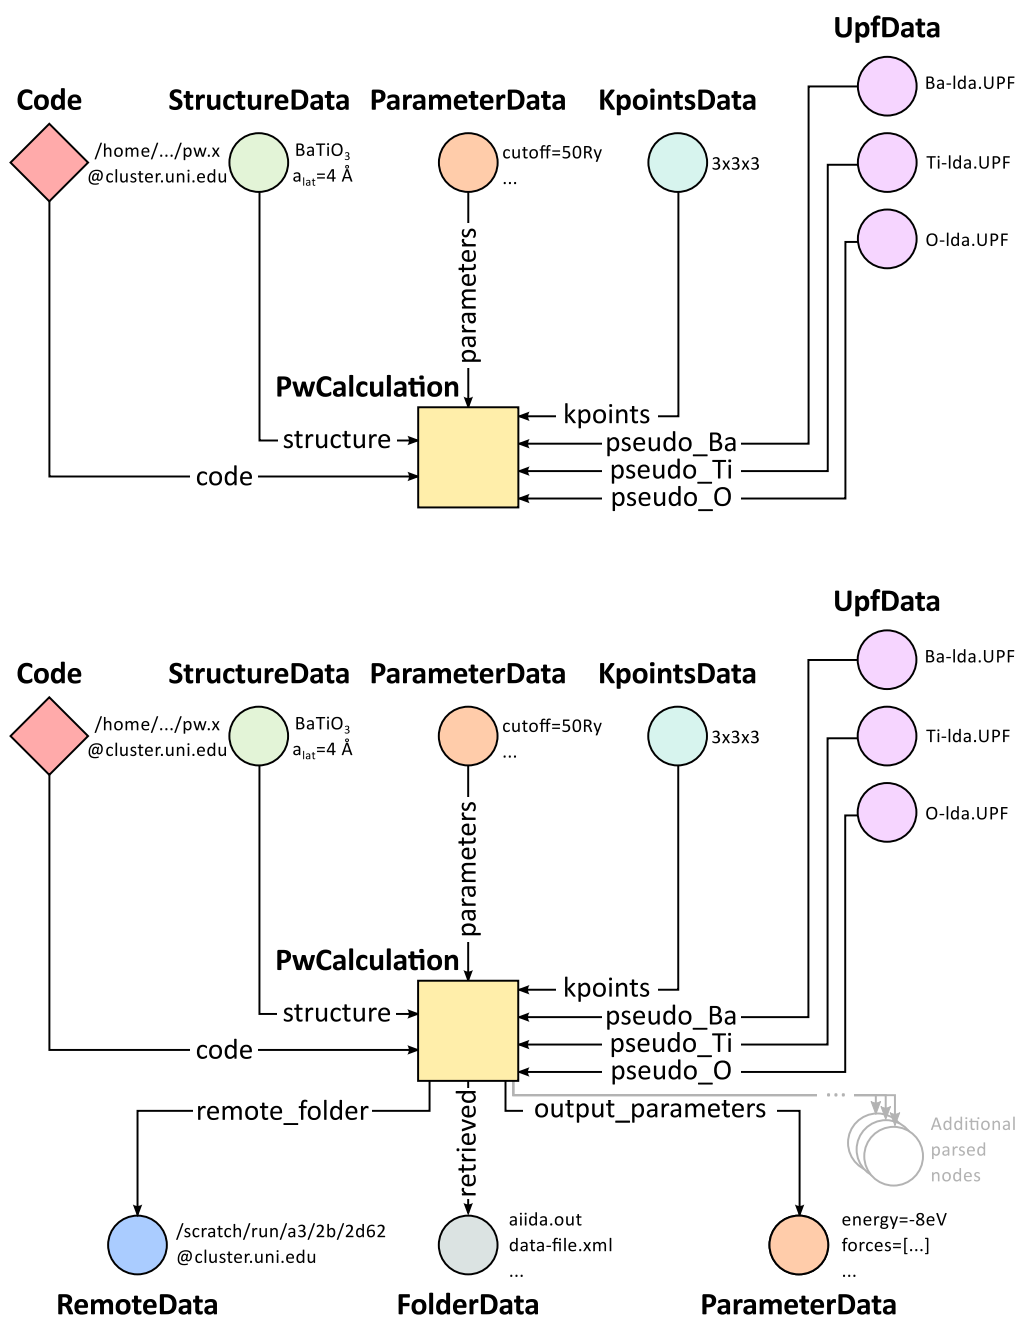 UpfData
Ba-lda.UPF
Code
StructureData
ParameterData
KpointsData
/home/.../pw.x
@cluster.uni.edu
BaTiO₃
aₗₐₜ=4 Å
cutoff=50Ry
...
3x3x3
Ti-lda.UPF
O-lda.UPF
parameters
PwCalculation
kpoints
structure
pseudo_Ba
pseudo_Ti
code
pseudo_O
UpfData
Ba-lda.UPF
Code
StructureData
ParameterData
KpointsData
/home/.../pw.x
@cluster.uni.edu
BaTiO₃
aₗₐₜ=4 Å
cutoff=50Ry
...
3x3x3
Ti-lda.UPF
O-lda.UPF
parameters
PwCalculation
kpoints
structure
pseudo_Ba
pseudo_Ti
code
pseudo_O
remote_folder
retrieved
output_parameters
...
Additional
parsed
nodes
/scratch/run/a3/2b/2d62
@cluster.uni.edu
aiida.out
data-file.xml
...
energy=-8eV
forces=[...]
...
RemoteData
FolderData
ParameterData